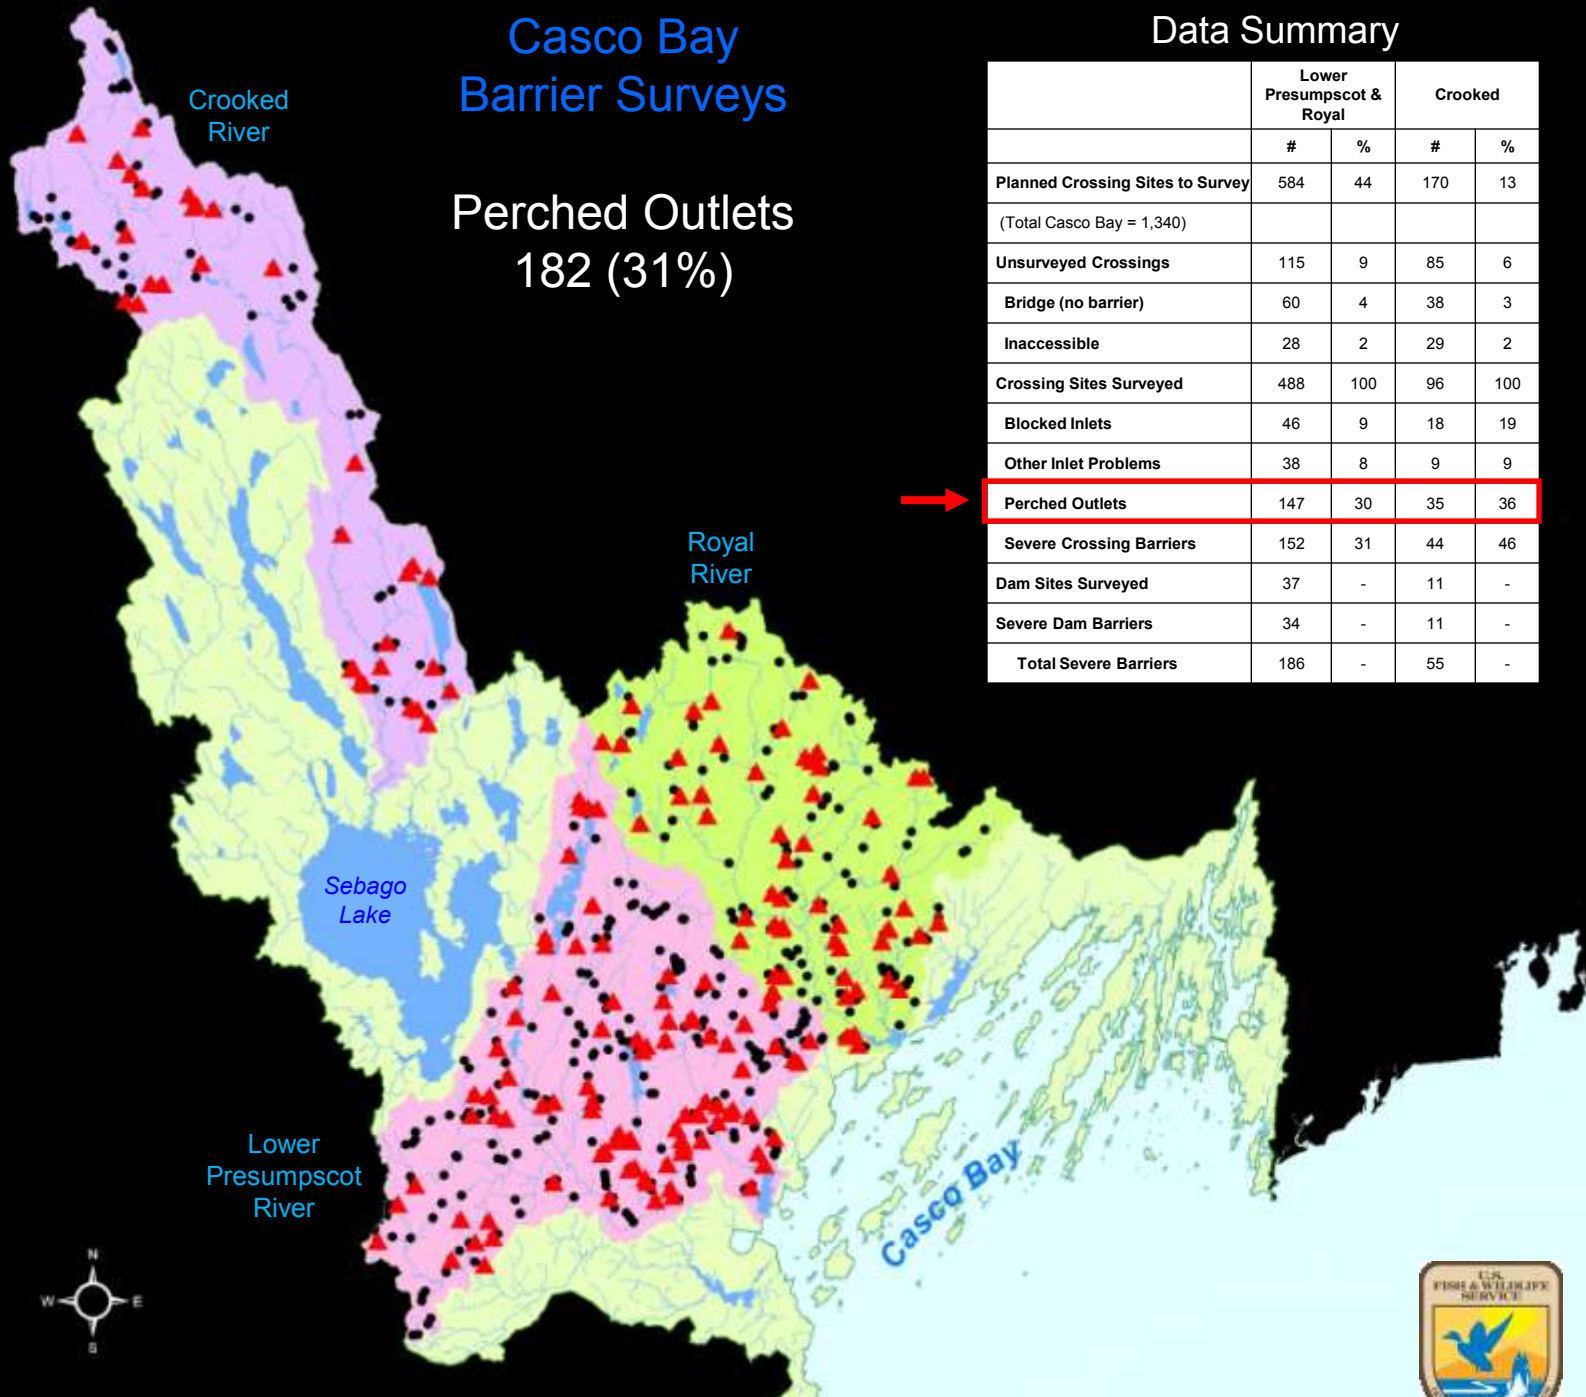 Casco Bay
Barrier Surveys
Perched Outlets
182 (31%)
Data Summary
Lower
Presumpscot &
Royal
Crooked
# % # %
Planned Crossing Sites to Survey 584 44 170 13
(Total Casco Bay = 1,340)
Unsurveyed Crossings 115 9 85 6
Bridge (no barrier) 60 4 38 3
Inaccessible 28 2 29 2
Crossing Sites Surveyed 488 100 96 100
Blocked Inlets 46 9 18 19
Other Inlet Problems 38 8 9 9
Perched Outlets 147 30 35 36
Severe Crossing Barriers 152 31 44 46
Dam Sites Surveyed 37 - 11 -
Severe Dam Barriers 34 - 11 -
Total Severe Barriers 186 - 55 -
Crooked
River
Royal
River
Sebago
Lake
Lower
Presumpscot
River
Casco Bay
N
W E
S
U.S.
FISH & WILDLIFE
SERVICE